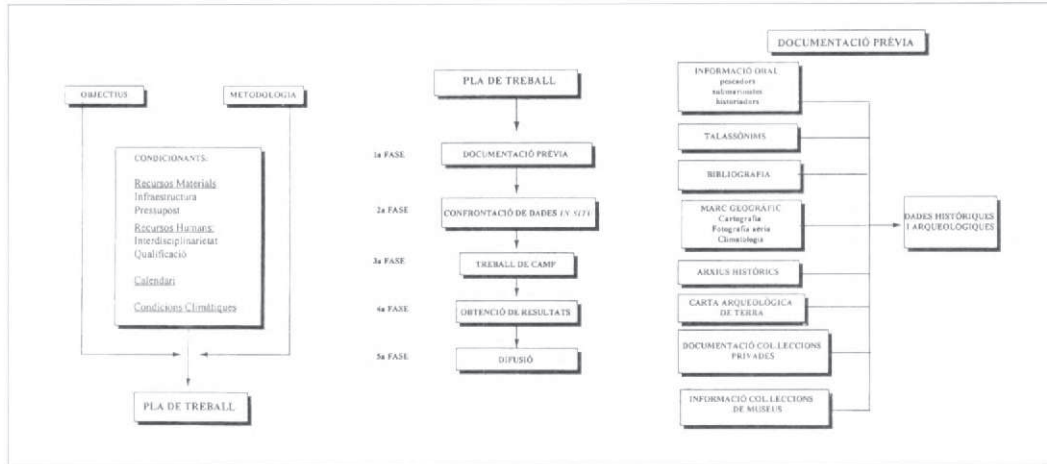 OBJECTIUS
METODOLOGIA
CONDICIONANTS:
Recursos Materials
Infraestructura
Pressupost
Recursos Humans:
Interdisciplinarietat
Qualificació
Calendari
Condicions Climàtiques
PLA DE TREBALL
PLA DE TREBALL
1a FASE
DOCUMENTACIÓ PRÈVIA
2a FASE
CONFRONTACIÓ DE DADES IN SITU
3a FASE
TREBALL DE CAMP
4a FASE
OBTENCIÓ DE RESULTATS
5a FASE
DIFUSIÓ
DOCUMENTACIÓ PRÈVIA
INFORMACIÓ ORAL
pescadors
submarinistes
historiadors
TALASSÒNIMS
BIBLIOGRAFIA
MARC GEOGRÀFIC
Cartografia
Fotografia aèria
Climatologia
ARXIUS HISTÒRICS
CARTA ARQUEOLÒGICA
DE TERRA
DOCUMENTACIÓ COL.LECCIONS
PRIVADES
INFORMACIÓ COL.LECCIONS
DE MUSEUS
DADES HISTÒRIQUES
I ARQUEOLÒGIQUES